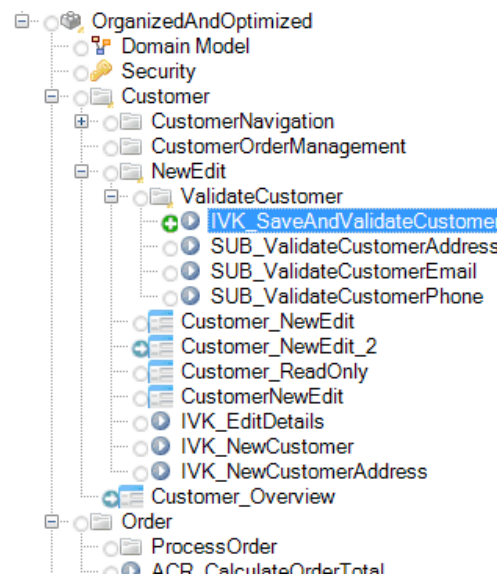 OrganizedAndOptimized
Domain Model
Security
Customer
CustomerNavigation
CustomerOrderManagement
NewEdit
ValidateCustomer
IVK_SaveAndValidateCustomer
SUB_ValidateCustomerAddress
SUB_ValidateCustomerEmail
SUB_ValidateCustomerPhone
Customer_NewEdit
Customer_NewEdit_2
Customer_ReadOnly
CustomerNewEdit
IVK_EditDetails
IVK_NewCustomer
IVK_NewCustomerAddress
Customer_Overview
Order
ProcessOrder
ACR_CalculateOrderTotal